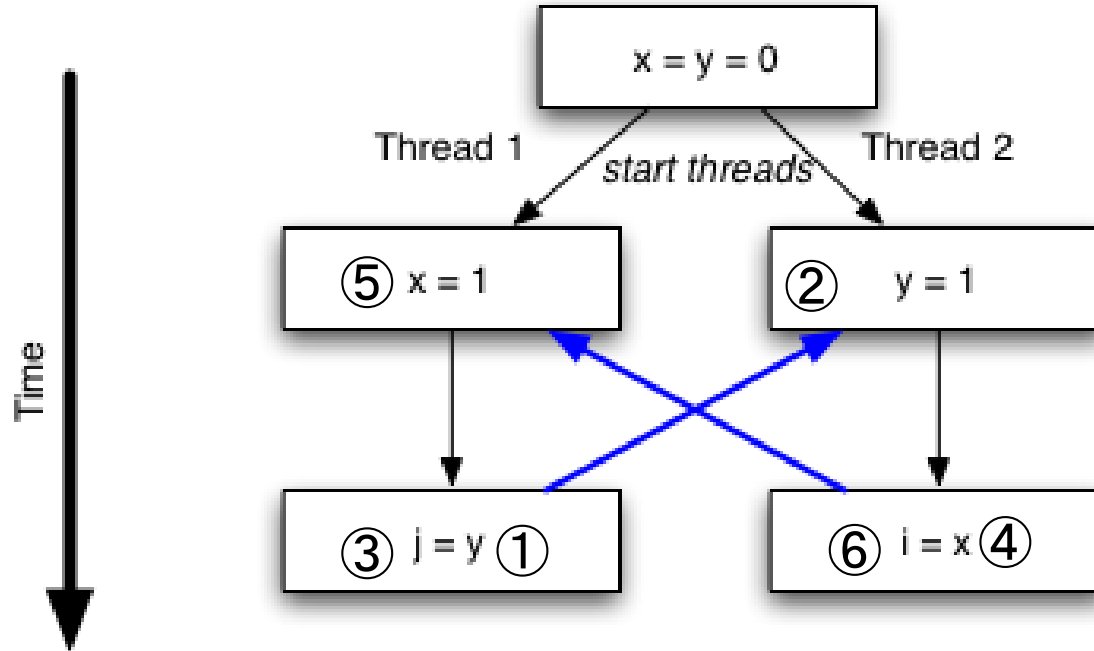 x = y = 0
Thread 1
Thread 2
start threads
⑤ x = 1
② y = 1
Time
③ j = y ①
⑥ i = x ④